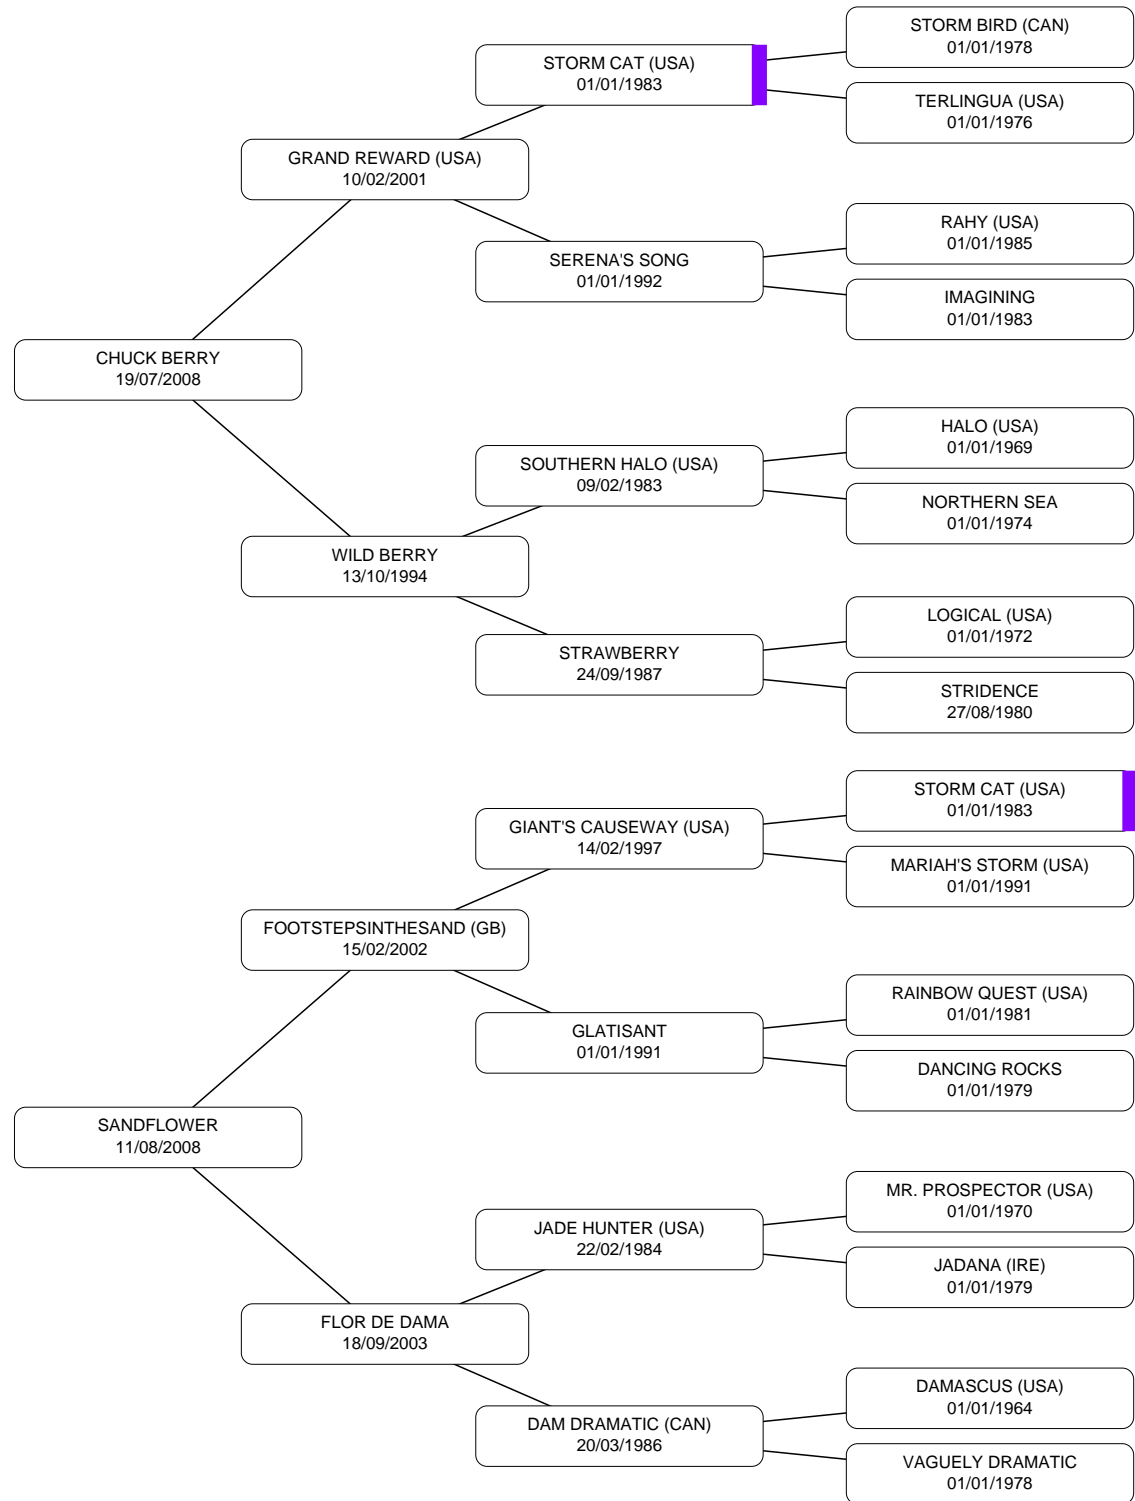 STORM BIRD (CAN)
01/01/1978
STORM CAT (USA)
01/01/1983
TERLINGUA (USA)
01/01/1976
GRAND REWARD (USA)
10/02/2001
RAHY (USA)
01/01/1985
SERENA'S SONG
01/01/1992
IMAGINING
01/01/1983
CHUCK BERRY
19/07/2008
HALO (USA)
01/01/1969
SOUTHERN HALO (USA)
09/02/1983
NORTHERN SEA
01/01/1974
WILD BERRY
13/10/1994
LOGICAL (USA)
01/01/1972
STRAWBERRY
24/09/1987
STRIDENCE
27/08/1980
STORM CAT (USA)
01/01/1983
GIANT'S CAUSEWAY (USA)
14/02/1997
MARIAH'S STORM (USA)
01/01/1991
FOOTSTEPSINTHESAND (GB)
15/02/2002
RAINBOW QUEST (USA)
01/01/1981
GLATISANT
01/01/1991
DANCING ROCKS
01/01/1979
SANDFLOWER
11/08/2008
MR. PROSPECTOR (USA)
01/01/1970
JADE HUNTER (USA)
22/02/1984
JADANA (IRE)
01/01/1979
FLOR DE DAMA
18/09/2003
DAMASCUS (USA)
01/01/1964
DAM DRAMATIC (CAN)
20/03/1986
VAGUELY DRAMATIC
01/01/1978